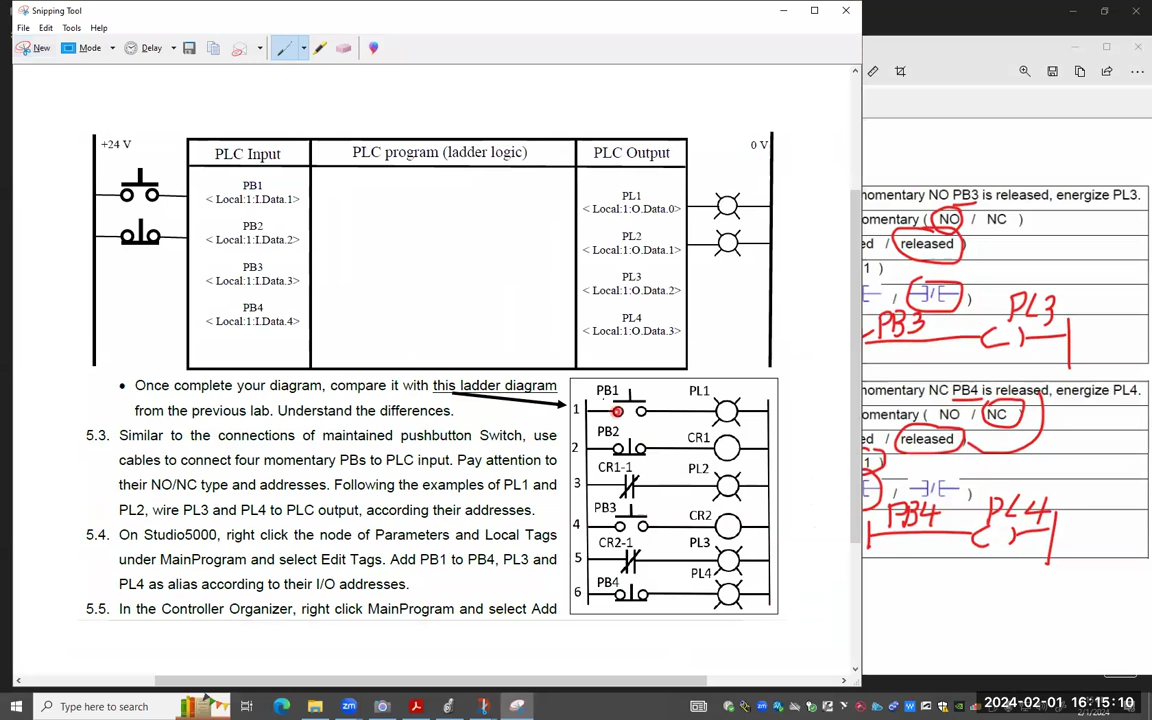 Snipping Tool
File Edit Tools Help
New Mode Delay
+24 V
PLC Input
PLC program (ladder logic)
PLC Output
0 V
PB1
< Local:1:I.Data.1>
PB2
< Local:1:I.Data.2>
PB3
< Local:1:I.Data.3>
PB4
< Local:1:I.Data.4>
PL1
< Local:1:O.Data.0>
PL2
< Local:1:O.Data.1>
PL3
< Local:1:O.Data.2>
PL4
< Local:1:O.Data.3>
• Once complete your diagram, compare it with this ladder diagram
from the previous lab. Understand the differences.
5.3. Similar to the connections of maintained pushbutton Switch, use
cables to connect four momentary PBs to PLC input. Pay attention to
their NO/NC type and addresses. Following the examples of PL1 and
PL2, wire PL3 and PL4 to PLC output, according their addresses.
5.4. On Studio5000, right click the node of Parameters and Local Tags
under MainProgram and select Edit Tags. Add PB1 to PB4, PL3 and
PL4 as alias according to their I/O addresses.
5.5. In the Controller Organizer, right click MainProgram and select Add
PB1 PL1
1
PB2 CR1
2
CR1-1 PL2
3
PB3 CR2
4
CR2-1 PL3
5
PB4 PL4
6
momentary NO PB3 is released, energize PL3.
omentary ( NO / NC )
ed / released )
1 )
/ ] / [ )
PB3 PL3
momentary NC PB4 is released, energize PL4.
omentary ( NO / NC )
ed / released )
1 )
/ ] / [ )
PB4 PL4
Type here to search
2024-02-01 16:15:10